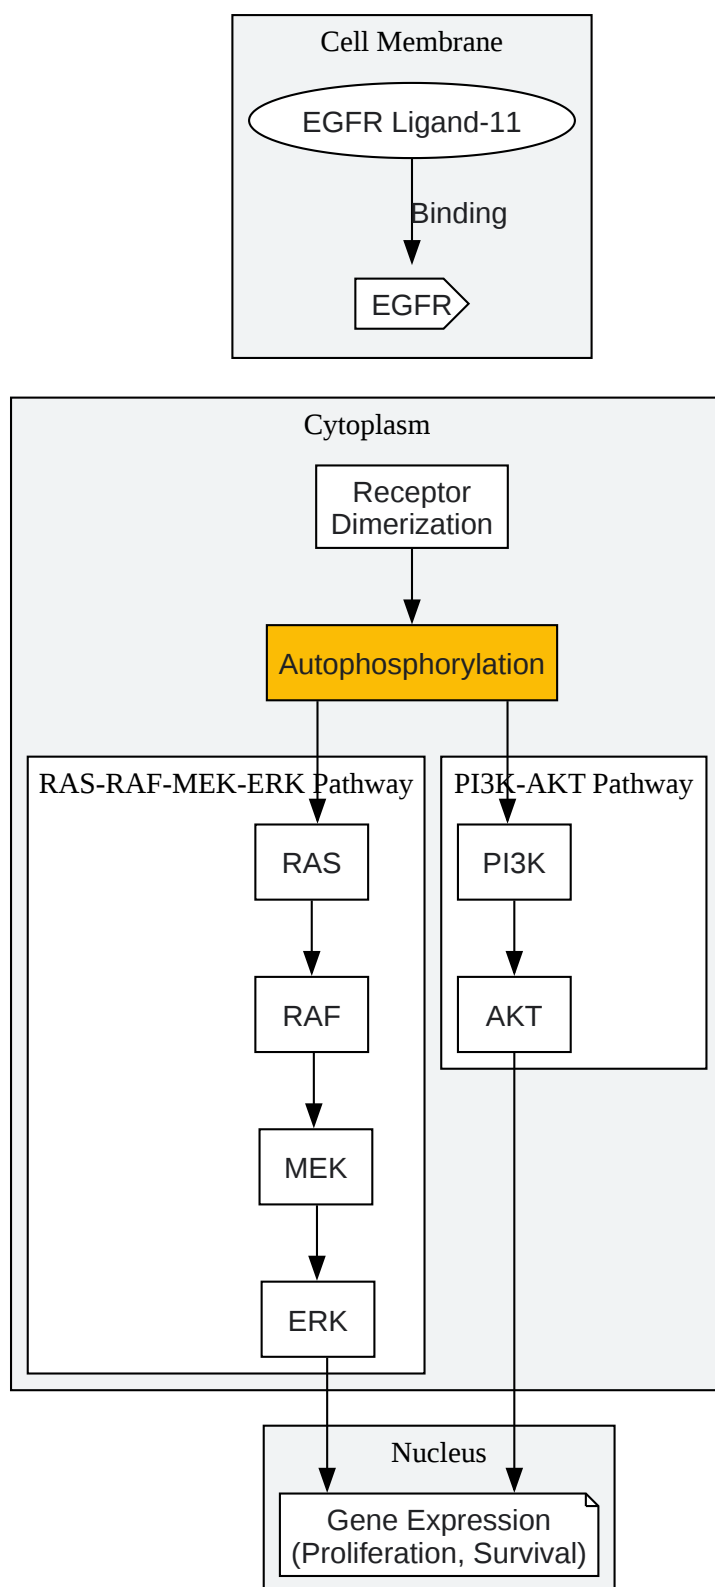 Cell Membrane
EGFR Ligand-11
Binding
EGFR
Cytoplasm
Receptor
Dimerization
Autophosphorylation
RAS-RAF-MEK-ERK Pathway
PI3K-AKT Pathway
RAS
PI3K
RAF
AKT
MEK
ERK
Nucleus
Gene Expression
(Proliferation, Survival)